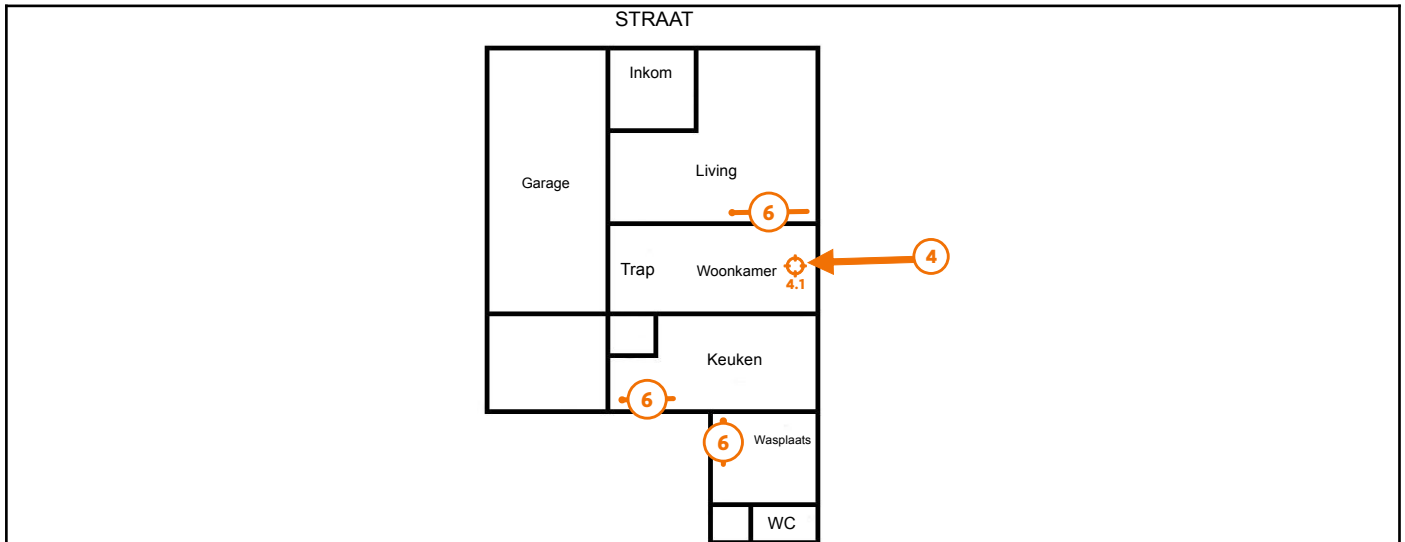 STRAAT
Inkom
Living
Garage
6
4
Trap
Woonkamer
4.1
Keuken
6
6
Wasplaats
WC